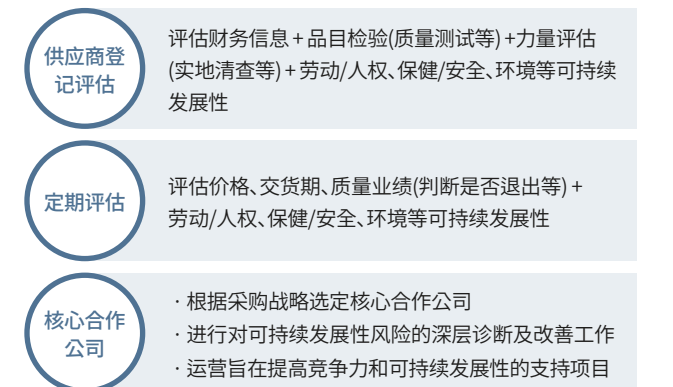 供应商登
记评估
评估财务信息 + 品目检验(质量测试等) +力量评估
(实地清查等) + 劳动/人权、保健/安全、环境等可持续
发展性
定期评估
评估价格、交货期、质量业绩(判断是否退出等) +
劳动/人权、保健/安全、环境等可持续发展性
核心合作
公司
· 根据采购战略选定核心合作公司
· 进行对可持续发展性风险的深层诊断及改善工作
· 运营旨在提高竞争力和可持续发展性的支持项目